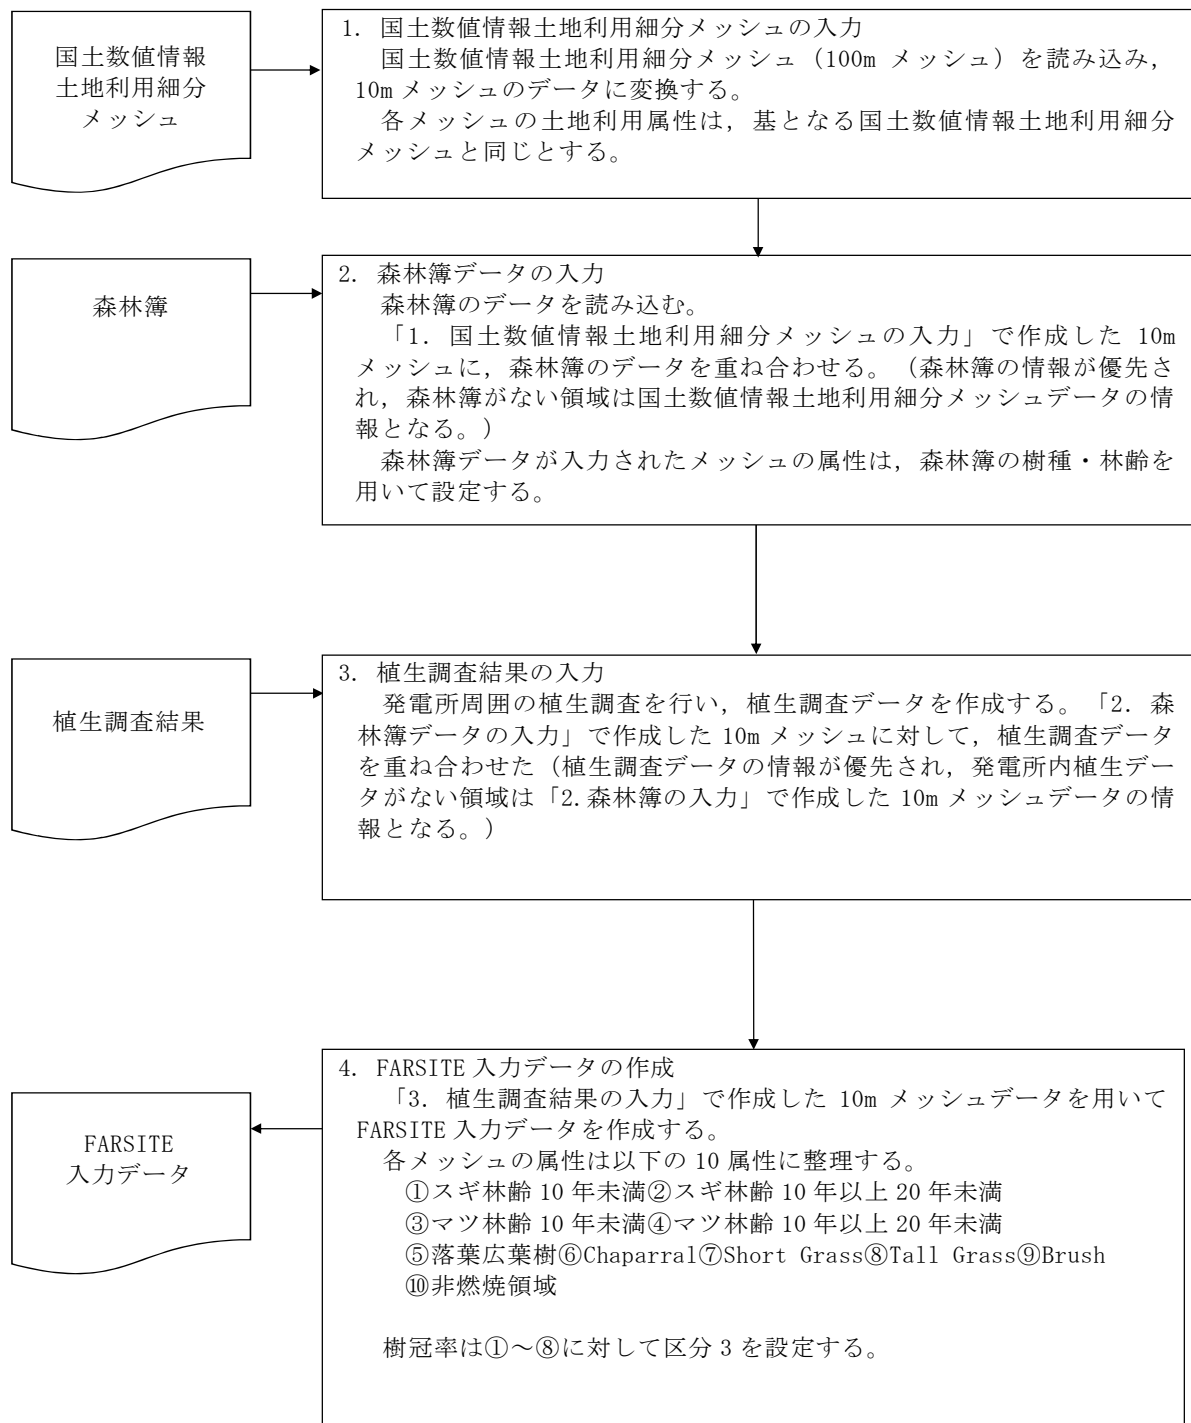 国土数値情報
土地利用細分
メッシュ
1. 国土数値情報土地利用細分メッシュの入力
国土数値情報土地利用細分メッシュ（100m メッシュ）を読み込み，
10m メッシュのデータに変換する。
各メッシュの土地利用属性は，基となる国土数値情報土地利用細分
メッシュと同じとする。
森林簿
2. 森林簿データの入力
森林簿のデータを読み込む。
「1. 国土数値情報土地利用細分メッシュの入力」で作成した 10m
メッシュに，森林簿のデータを重ね合わせる。（森林簿の情報が優先さ
れ，森林簿がない領域は国土数値情報土地利用細分メッシュデータの情
報となる。）
森林簿データが入力されたメッシュの属性は，森林簿の樹種・林齢を
用いて設定する。
植生調査結果
3. 植生調査結果の入力
発電所周囲の植生調査を行い，植生調査データを作成する。「2. 森
林簿データの入力」で作成した 10m メッシュに対して，植生調査データ
を重ね合わせた（植生調査データの情報が優先され，発電所内植生デー
タがない領域は「2.森林簿の入力」で作成した 10m メッシュデータの情
報となる。）
FARSITE
入力データ
4. FARSITE 入力データの作成
「3. 植生調査結果の入力」で作成した 10m メッシュデータを用いて
FARSITE 入力データを作成する。
各メッシュの属性は以下の 10 属性に整理する。
①スギ林齢 10 年未満②スギ林齢 10 年以上 20 年未満
③マツ林齢 10 年未満④マツ林齢 10 年以上 20 年未満
⑤落葉広葉樹⑥Chaparral⑦Short Grass⑧Tall Grass⑨Brush
⑩非燃焼領域
樹冠率は①～⑧に対して区分 3 を設定する。